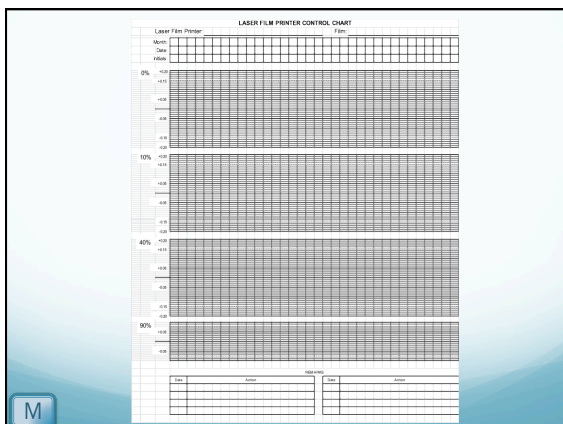 LASER FILM PRINTER CONTROL CHART
Laser Film Printer: Film:
Month:
Date:
Initials:
0% +0.20
+0.15
+0.05
-0.05
-0.15
-0.20
10% +0.20
+0.15
+0.05
-0.05
-0.15
-0.20
40% +0.20
+0.15
+0.05
-0.05
-0.15
-0.20
90%
+0.05
-0.05
REMARKS
Date Action Date Action
M